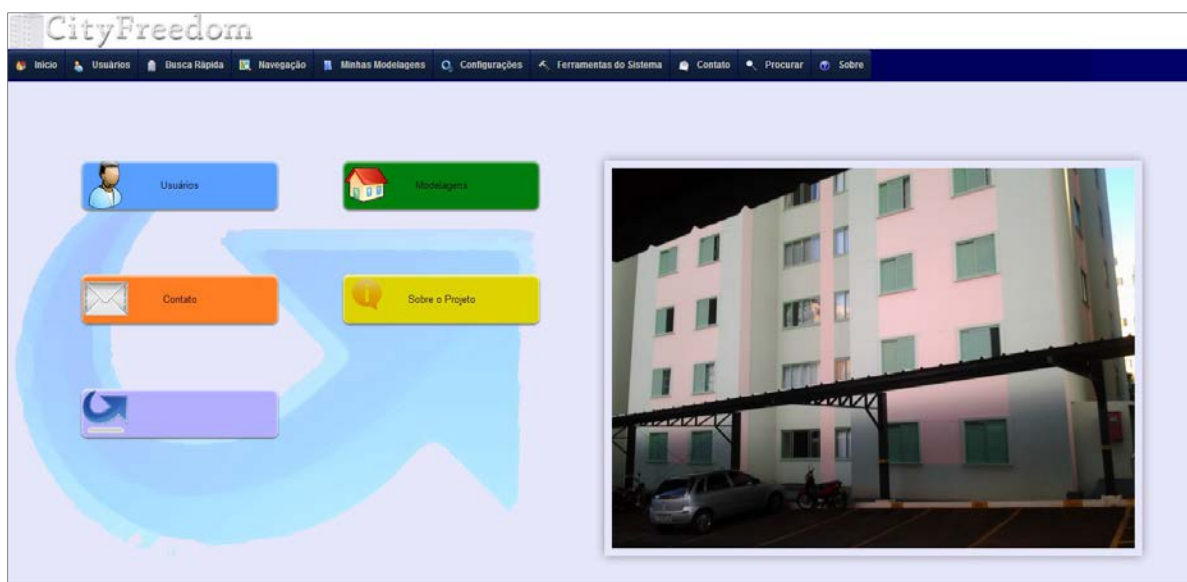 CityFreedom
Início Usuários Busca Rápida Navegação Minhas Modelagens Configurações Ferramentas do Sistema Contato Procurar Sobre
Usuários Modelagens
Contato Sobre o Projeto